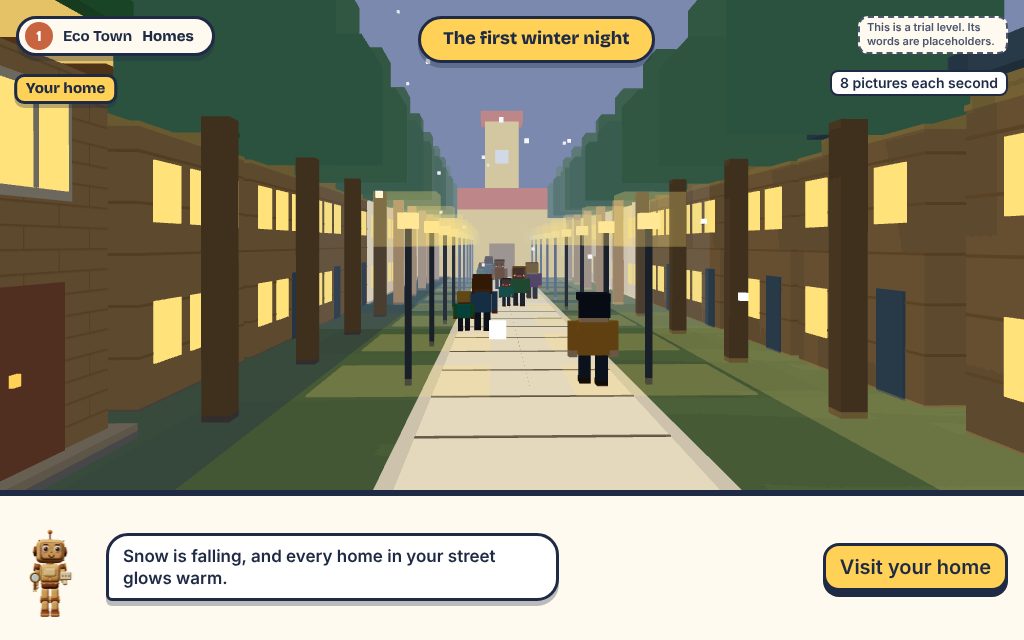 1 Eco Town Homes
The first winter night
This is a trial level. Its
words are placeholders.
Your home
8 pictures each second
Snow is falling, and every home in your street
glows warm.
Visit your home